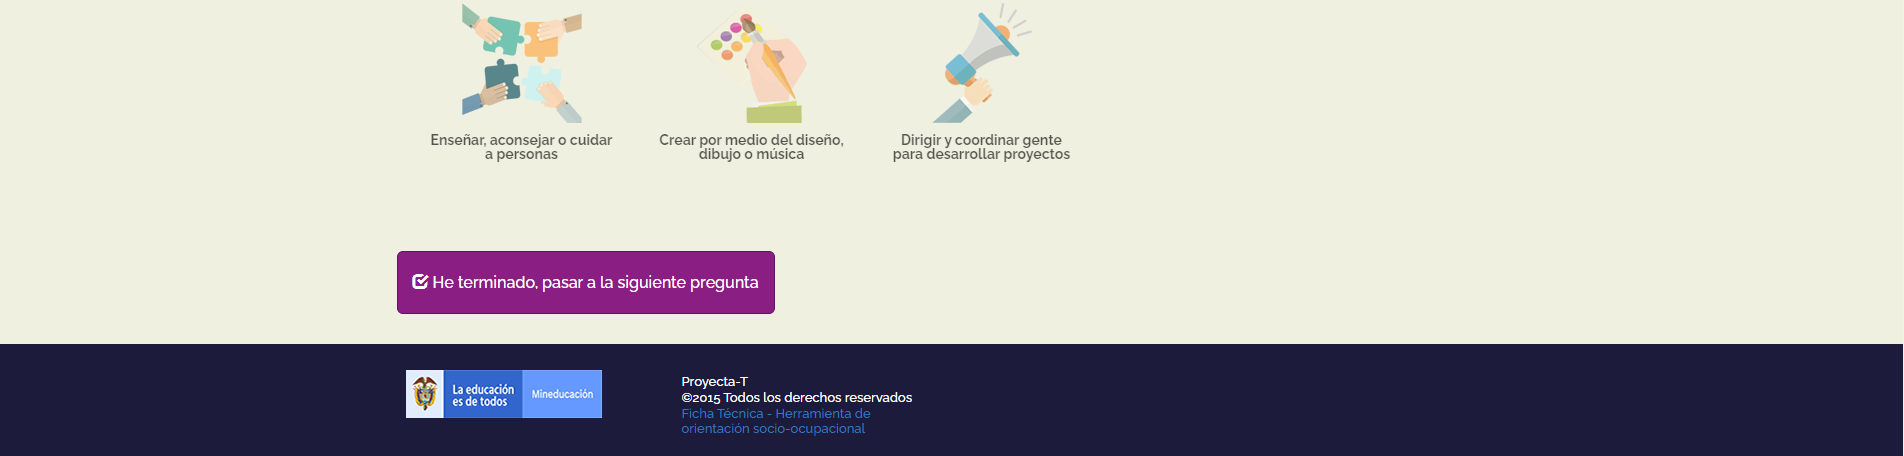 Enseñar, aconsejar o cuidar
a personas
Crear por medio del diseño,
dibujo o música
Dirigir y coordinar gente
para desarrollar proyectos
He terminado, pasar a la siguiente pregunta
La educación
es de todos
Mineducación
Proyecta-T
©2015 Todos los derechos reservados
Ficha Técnica - Herramienta de
orientación socio-ocupacional